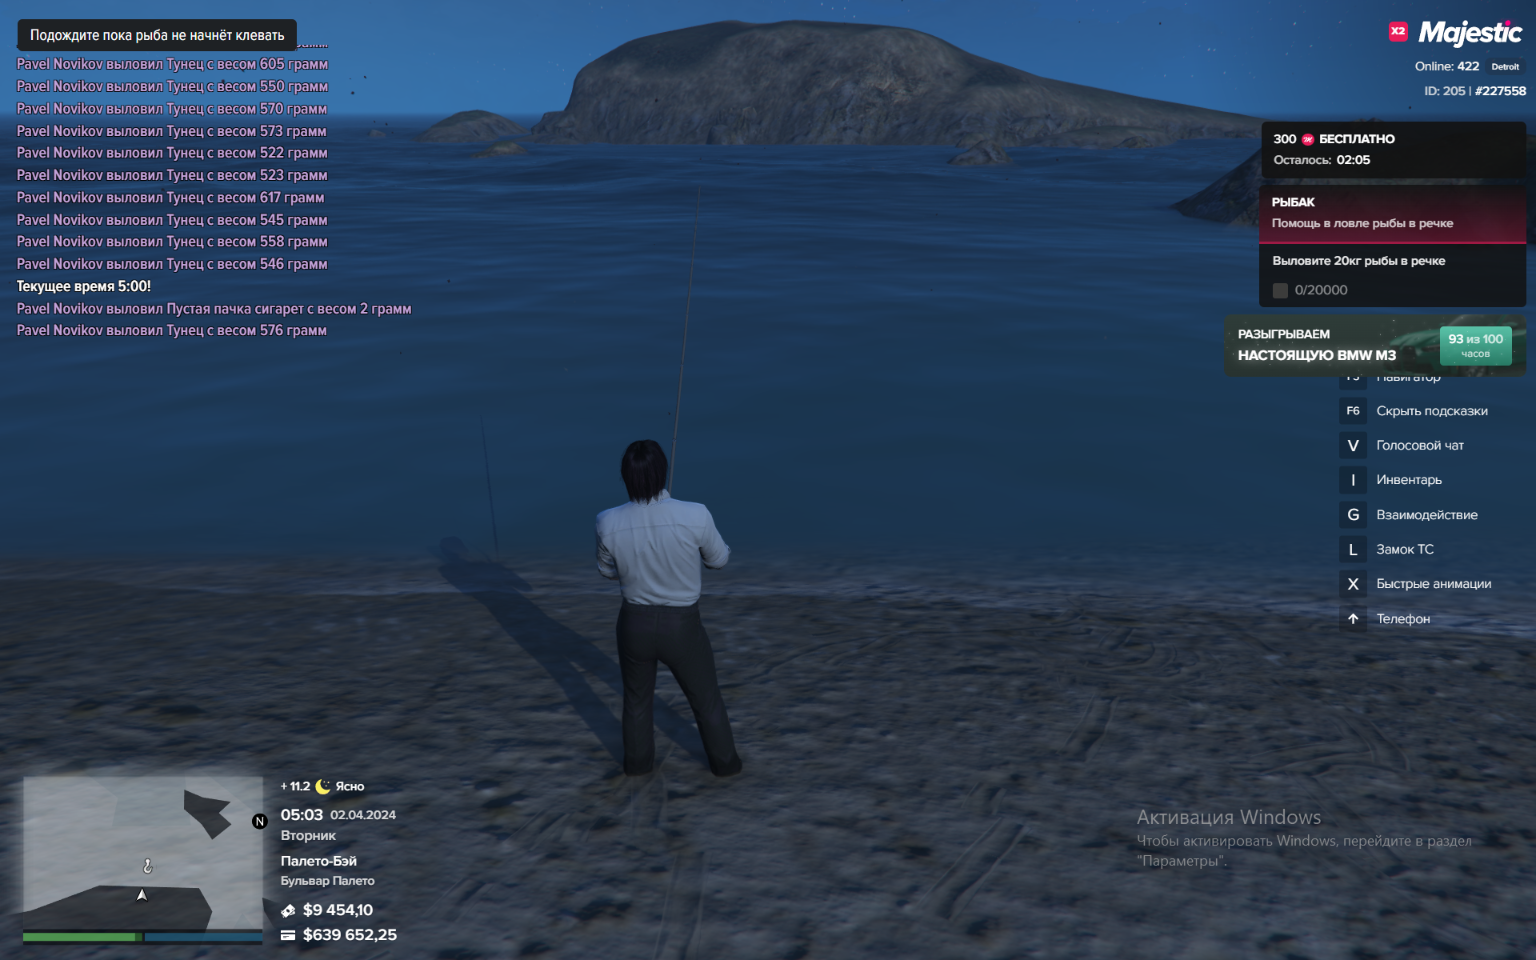 Подождите пока рыба не начнёт клевать
Pavel Novikov выловил Тунец с весом 605 грамм
Pavel Novikov выловил Тунец с весом 550 грамм
Pavel Novikov выловил Тунец с весом 570 грамм
Pavel Novikov выловил Тунец с весом 573 грамм
Pavel Novikov выловил Тунец с весом 522 грамм
Pavel Novikov выловил Тунец с весом 523 грамм
Pavel Novikov выловил Тунец с весом 617 грамм
Pavel Novikov выловил Тунец с весом 545 грамм
Pavel Novikov выловил Тунец с весом 558 грамм
Pavel Novikov выловил Тунец с весом 546 грамм
Текущее время 5:00!
Pavel Novikov выловил Пустая пачка сигарет с весом 2 грамм
Pavel Novikov выловил Тунец с весом 576 грамм
X2 Majestic
Online: 422 Detroit
ID: 205 | #227558
300 БЕСПЛАТНО
Осталось: 02:05
РЫБАК
Помощь в ловле рыбы в речке
Выловите 20кг рыбы в речке
0/20000
РАЗЫГРЫВАЕМ
НАСТОЯЩУЮ BMW M3
93 из 100
часов
Навигатор
F6 Скрыть подсказки
V Голосовой чат
I Инвентарь
G Взаимодействие
L Замок ТС
X Быстрые анимации
Телефон
N
+ 11.2 Ясно
05:03 02.04.2024
Вторник
Палето-Бэй
Бульвар Палето
$9 454,10
$639 652,25
Активация Windows
Чтобы активировать Windows, перейдите в раздел
"Параметры".